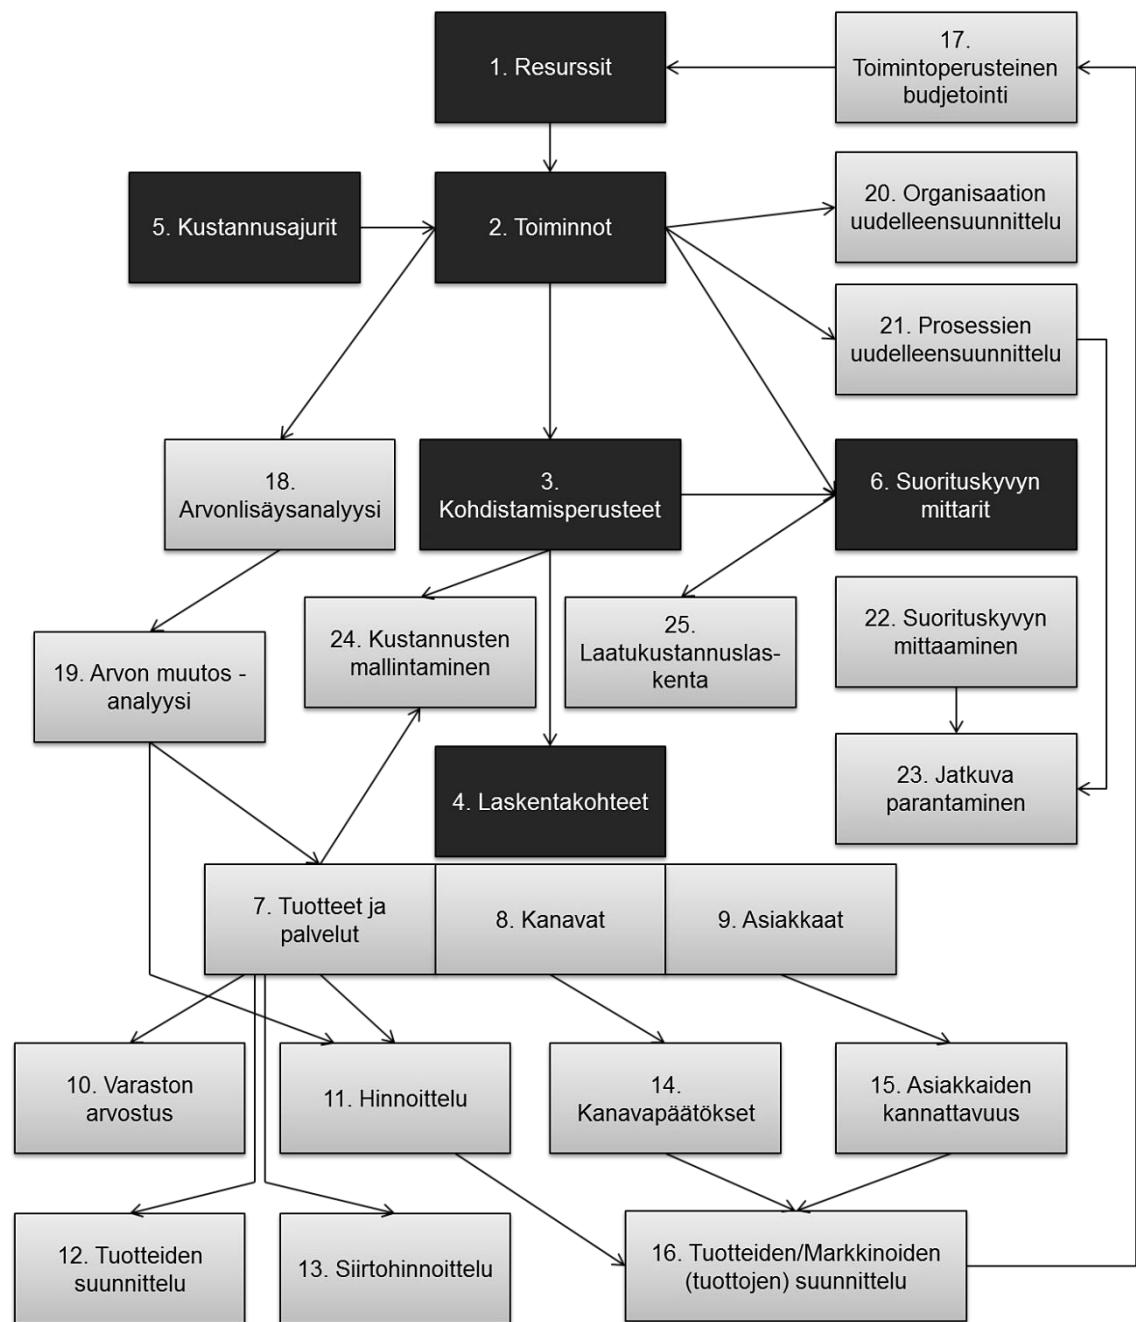 1. Resurssit
17.
Toimintoperusteinen
budjetointi
5. Kustannusajurit
2. Toiminnot
20. Organisaation
uudelleensuunnittelu
21. Prosessien
uudelleensuunnittelu
18.
Arvonlisäysanalyysi
3.
Kohdistamisperusteet
6. Suorituskyvyn
mittarit
19. Arvon muutos -
analyysi
24. Kustannusten
mallintaminen
25.
Laatukustannuslas-
kenta
22. Suorituskyvyn
mittaaminen
4. Laskentakohteet
23. Jatkuva
parantaminen
7. Tuotteet ja
palvelut
8. Kanavat
9. Asiakkaat
10. Varaston
arvostus
11. Hinnoittelu
14.
Kanavapäätökset
15. Asiakkaiden
kannattavuus
12. Tuotteiden
suunnittelu
13. Siirtohinnoittelu
16. Tuotteiden/Markkinoiden
(tuottojen) suunnittelu